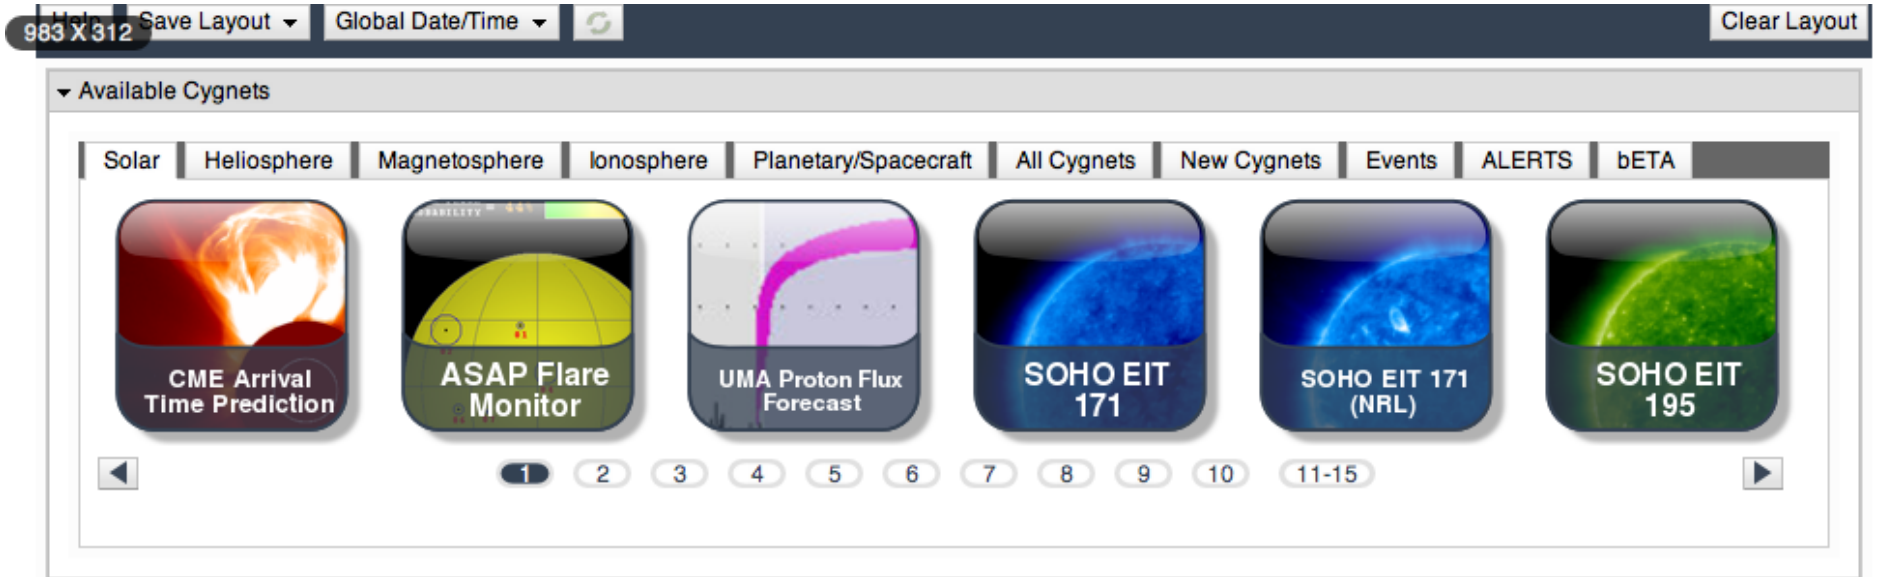 Help
983 X 312
Save Layout
Global Date/Time
Clear Layout
Available Cygnets
Solar
Heliosphere
Magnetosphere
Ionosphere
Planetary/Spacecraft
All Cygnets
New Cygnets
Events
ALERTS
bETA
CME Arrival
Time Prediction
= 44%
ASAP Flare
Monitor
UMA Proton Flux
Forecast
SOHO EIT
171
SOHO EIT 171
(NRL)
SOHO EIT
195
1
2
3
4
5
6
7
8
9
10
11-15